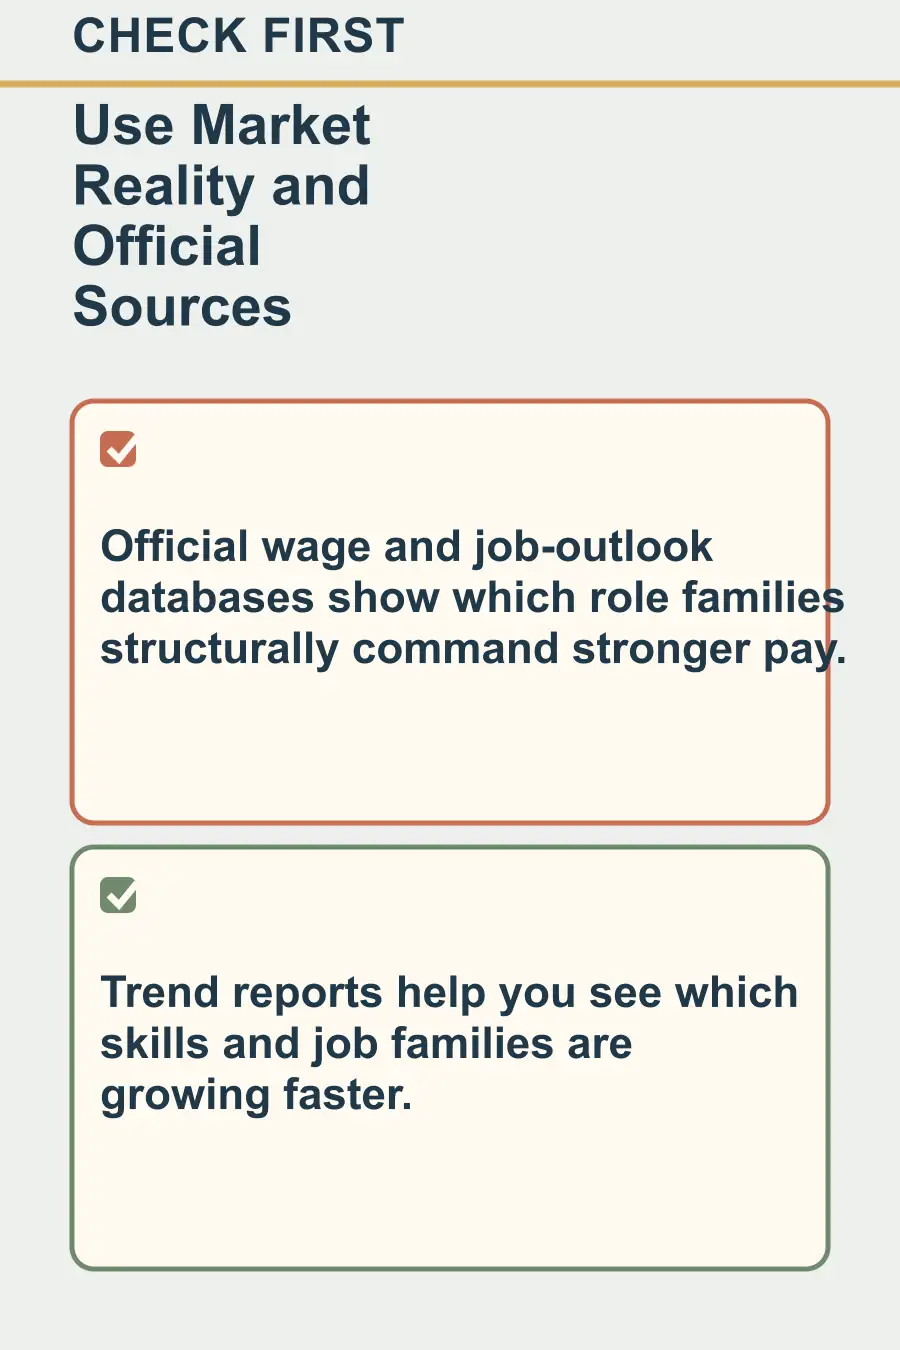 CHECK FIRST
Use Market
Reality and
Official
Sources
Official wage and job-outlook
databases show which role families
structurally command stronger pay.
Trend reports help you see which
skills and job families are
growing faster.